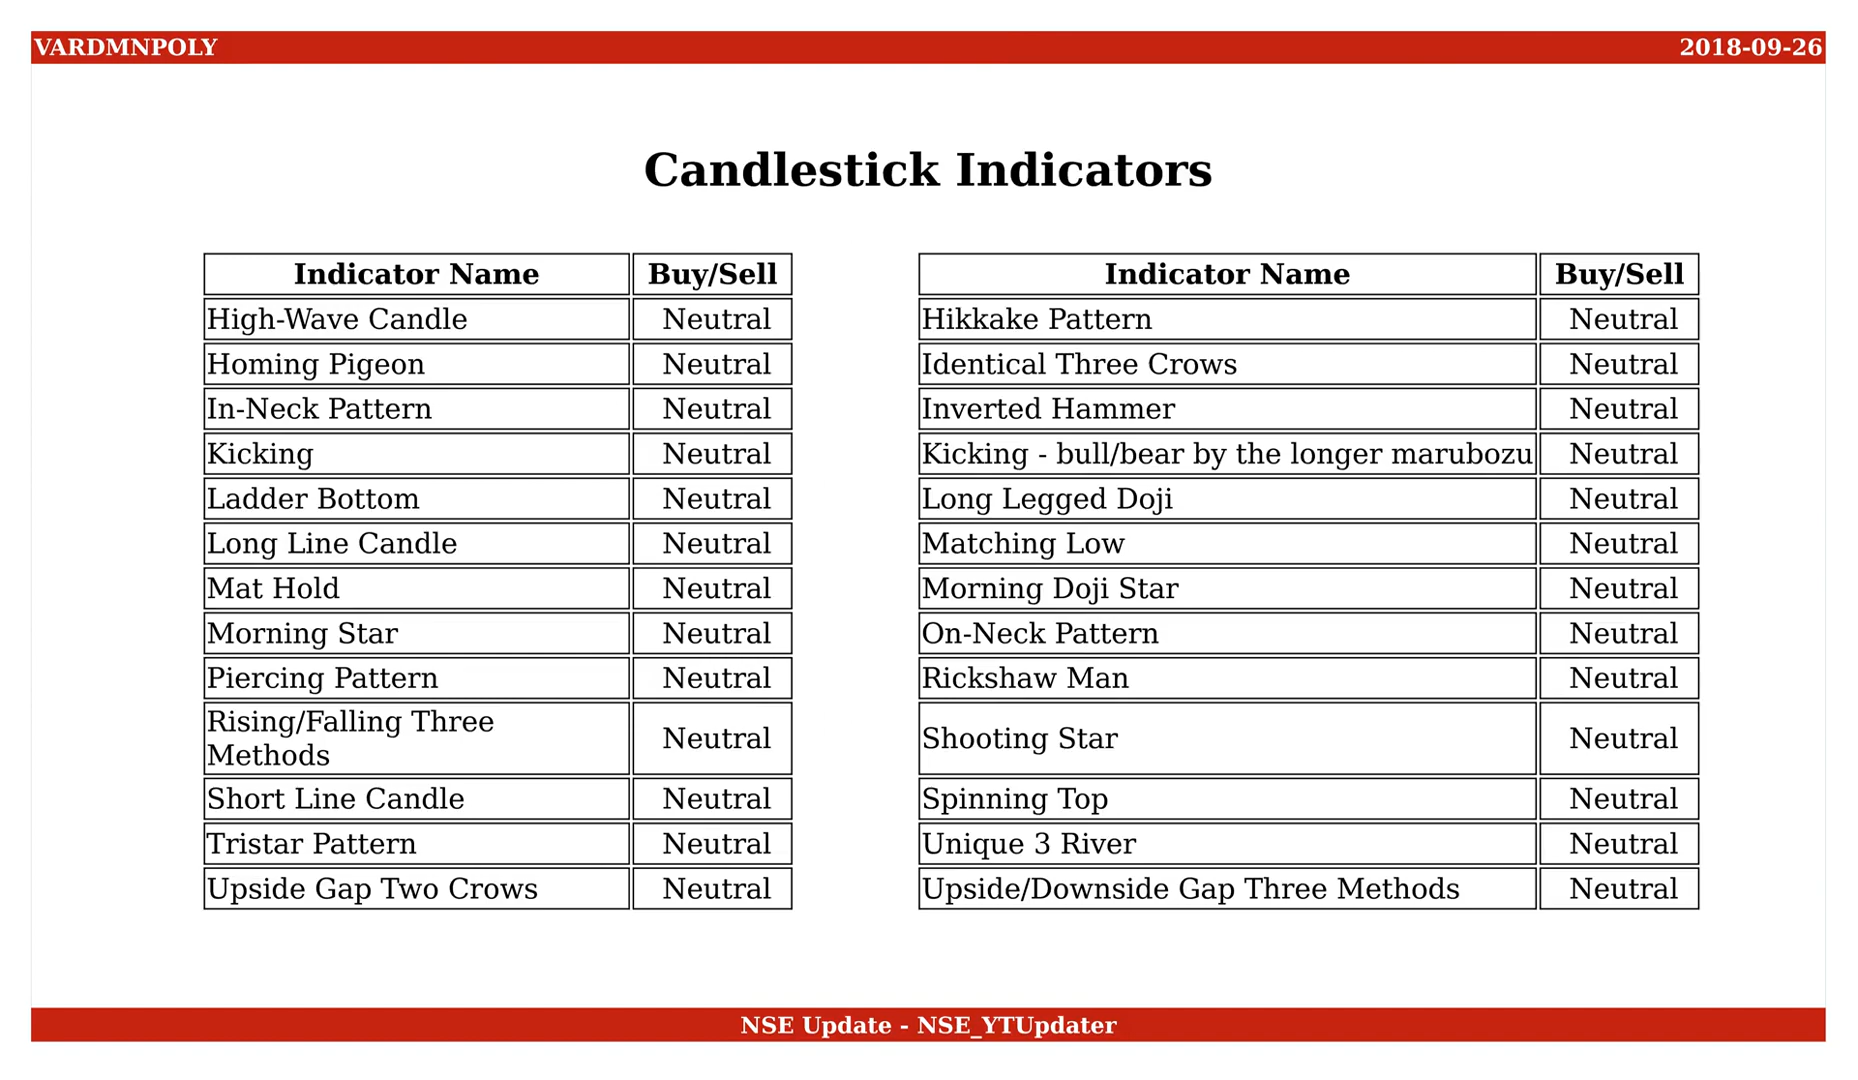 VARDMNPOLY
2018-09-26
Candlestick Indicators
Indicator Name Buy/Sell
High-Wave Candle Neutral
Homing Pigeon Neutral
In-Neck Pattern Neutral
Kicking Neutral
Ladder Bottom Neutral
Long Line Candle Neutral
Mat Hold Neutral
Morning Star Neutral
Piercing Pattern Neutral
Rising/Falling Three
Methods Neutral
Short Line Candle Neutral
Tristar Pattern Neutral
Upside Gap Two Crows Neutral
Indicator Name Buy/Sell
Hikkake Pattern Neutral
Identical Three Crows Neutral
Inverted Hammer Neutral
Kicking - bull/bear by the longer marubozu Neutral
Long Legged Doji Neutral
Matching Low Neutral
Morning Doji Star Neutral
On-Neck Pattern Neutral
Rickshaw Man Neutral
Shooting Star Neutral
Spinning Top Neutral
Unique 3 River Neutral
Upside/Downside Gap Three Methods Neutral
NSE Update - NSE_YTUpdater